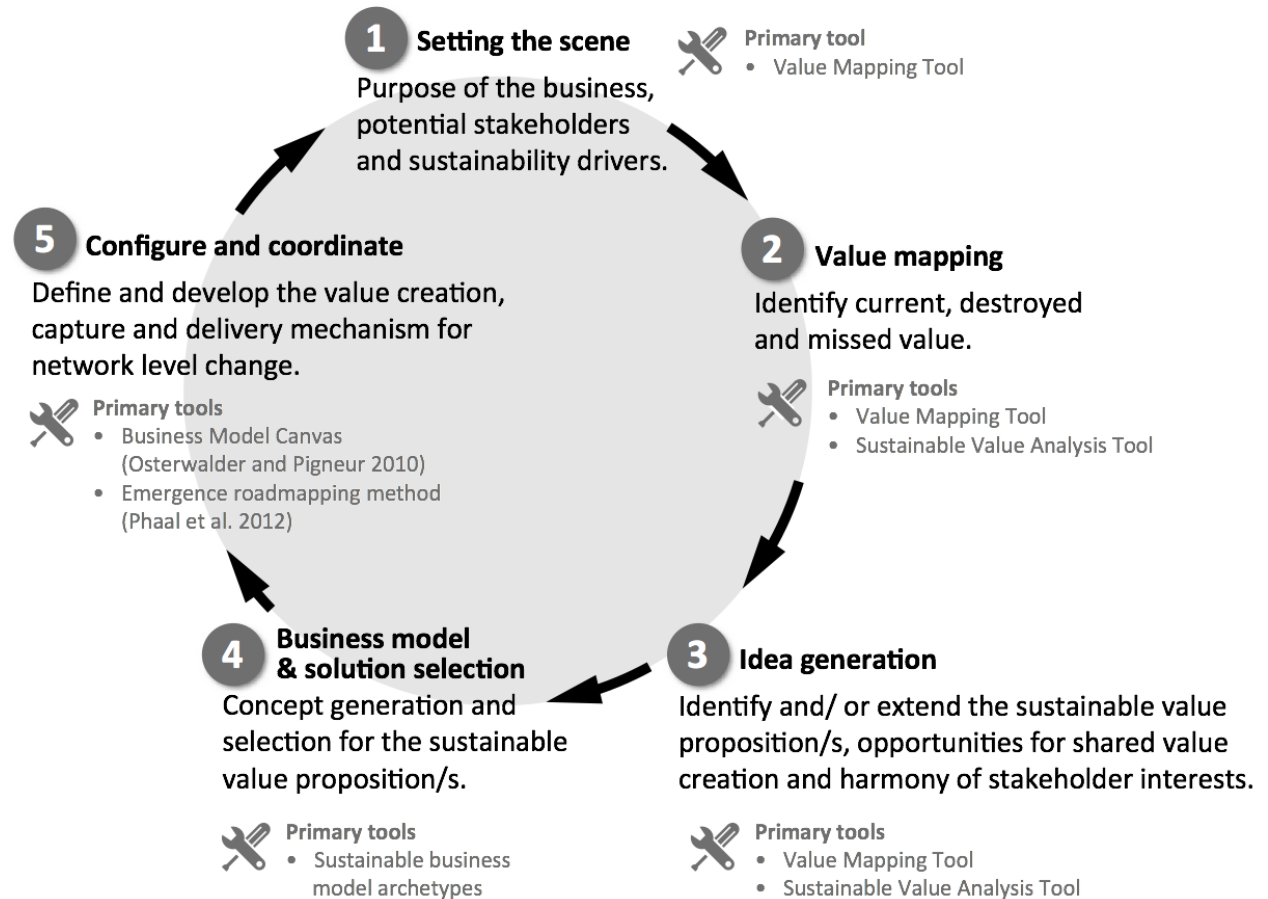 1 Setting the scene
Purpose of the business,
potential stakeholders
and sustainability drivers.
Primary tool
• Value Mapping Tool
2 Value mapping
Identify current, destroyed
and missed value.
Primary tools
• Value Mapping Tool
• Sustainable Value Analysis Tool
3 Idea generation
Identify and/ or extend the sustainable value
proposition/s, opportunities for shared value
creation and harmony of stakeholder interests.
Primary tools
• Value Mapping Tool
• Sustainable Value Analysis Tool
4 Business model
& solution selection
Concept generation and
selection for the sustainable
value proposition/s.
Primary tools
• Sustainable business
model archetypes
5 Configure and coordinate
Define and develop the value creation,
capture and delivery mechanism for
network level change.
Primary tools
• Business Model Canvas
(Osterwalder and Pigneur 2010)
• Emergence roadmapping method
(Phaal et al. 2012)